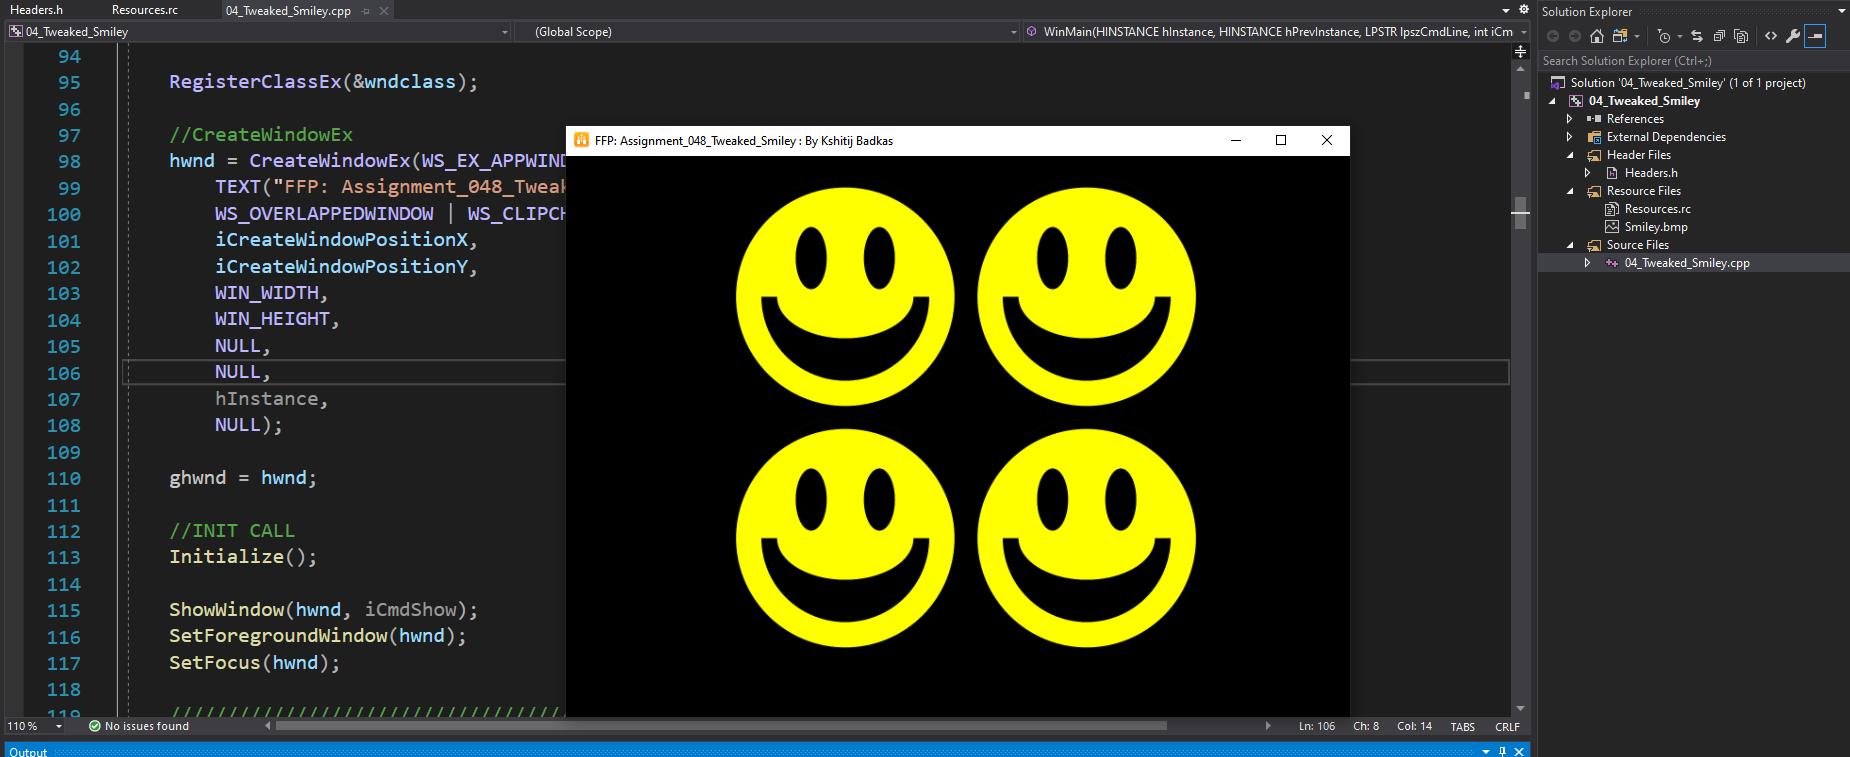 Headers.h
Resources.rc
04_Tweaked_Smiley.cpp
04_Tweaked_Smiley
(Global Scope)
WinMain(HINSTANCE hInstance, HINSTANCE hPrevInstance, LPSTR lpszCmdLine, int iCm
94
95 RegisterClassEx(&wndclass);
96
97 //CreateWindowEx
98 hwnd = CreateWindowEx(WS_EX_APPWIND
99 TEXT("FFP: Assignment_048_Tweak
100 WS_OVERLAPPEDWINDOW | WS_CLIPCH
101 iCreateWindowPositionX,
102 iCreateWindowPositionY,
103 WIN_WIDTH,
104 WIN_HEIGHT,
105 NULL,
106 NULL,
107 hInstance,
108 NULL);
109
110 ghwnd = hwnd;
111
112 //INIT CALL
113 Initialize();
114
115 ShowWindow(hwnd, iCmdShow);
116 SetForegroundWindow(hwnd);
117 SetFocus(hwnd);
118
119 //////////////////////////////////
FFP: Assignment_048_Tweaked_Smiley : By Kshitij Badkas
110 %
No issues found
Ln: 106 Ch: 8 Col: 14 TABS CRLF
Output
Solution Explorer
Search Solution Explorer (Ctrl+;)
Solution '04_Tweaked_Smiley' (1 of 1 project)
04_Tweaked_Smiley
References
External Dependencies
Header Files
Headers.h
Resource Files
Resources.rc
Smiley.bmp
Source Files
04_Tweaked_Smiley.cpp